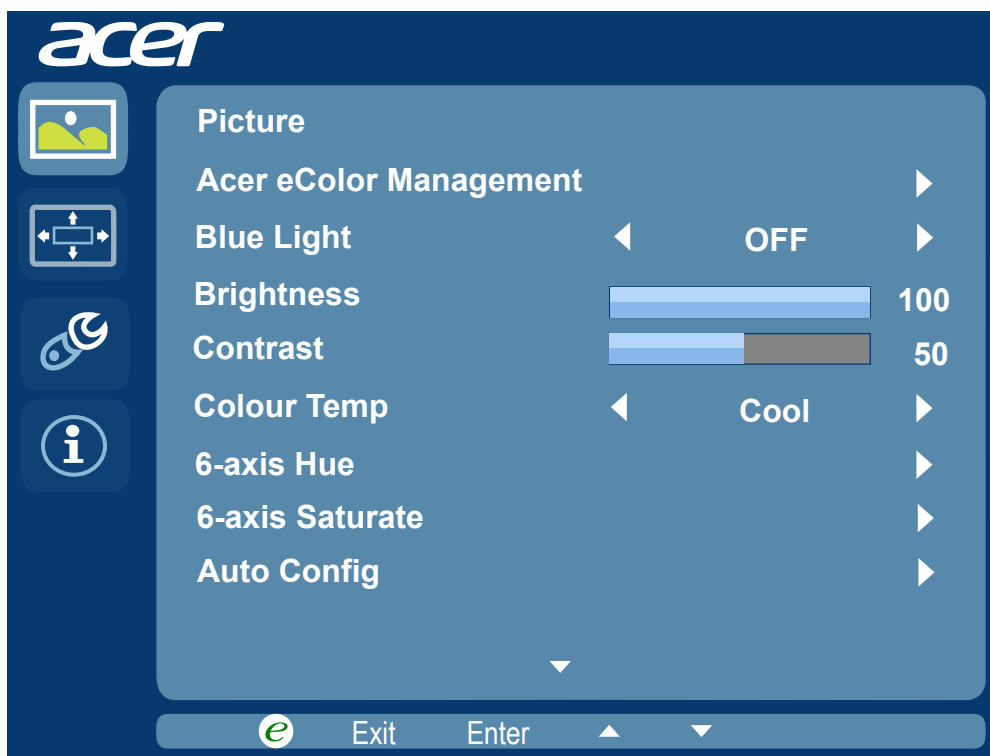 acer
Picture
Acer eColor Management
Blue Light OFF
Brightness 100
Contrast 50
Colour Temp Cool
6-axis Hue
6-axis Saturate
Auto Config
e Exit Enter